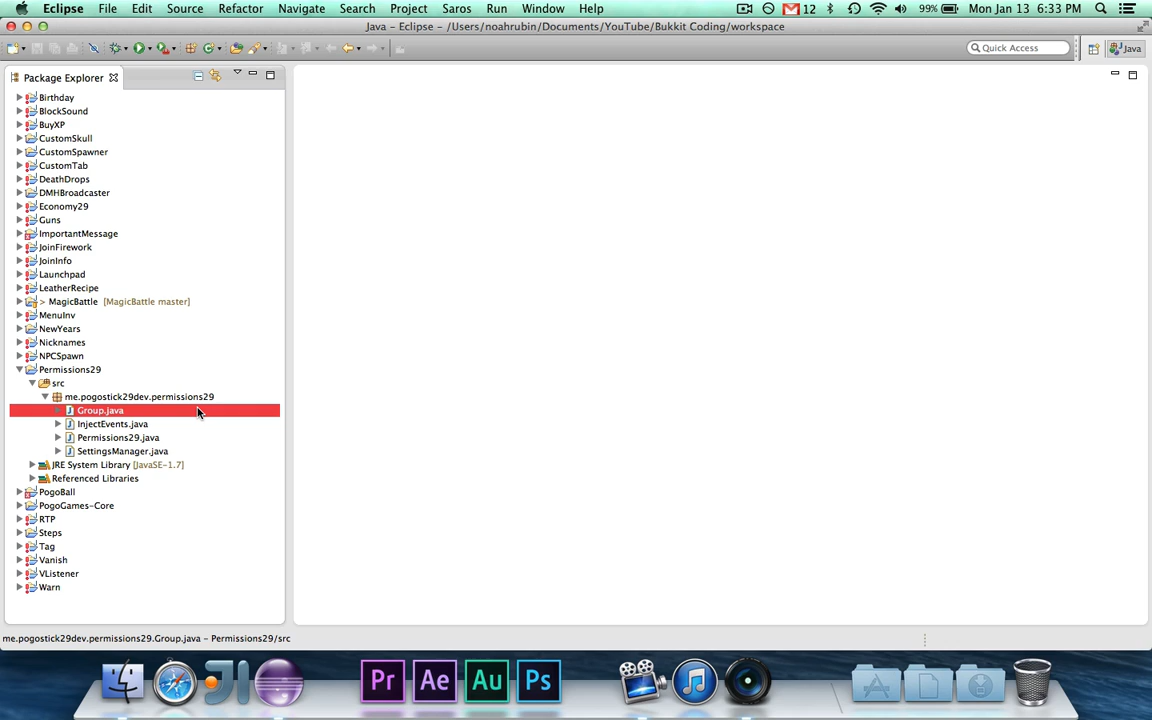 Eclipse File Edit Source Refactor Navigate Search Project Saros Run Window Help 12 99% Mon Jan 13 6:33 PM
Java – Eclipse – /Users/noahrubin/Documents/YouTube/Bukkit Coding/workspace
Quick Access Java
Package Explorer
Birthday
BlockSound
BuyXP
CustomSkull
CustomSpawner
CustomTab
DeathDrops
DMHBroadcaster
Economy29
Guns
ImportantMessage
JoinFirework
JoinInfo
Launchpad
LeatherRecipe
> MagicBattle [MagicBattle master]
MenuInv
NewYears
Nicknames
NPCSpawn
Permissions29
src
me.pogostick29dev.permissions29
Group.java
InjectEvents.java
Permissions29.java
SettingsManager.java
JRE System Library [JavaSE-1.7]
Referenced Libraries
PogoBall
PogoGames-Core
RTP
Steps
Tag
Vanish
VListener
Warn
me.pogostick29dev.permissions29.Group.java – Permissions29/src
Pr Ae Au Ps